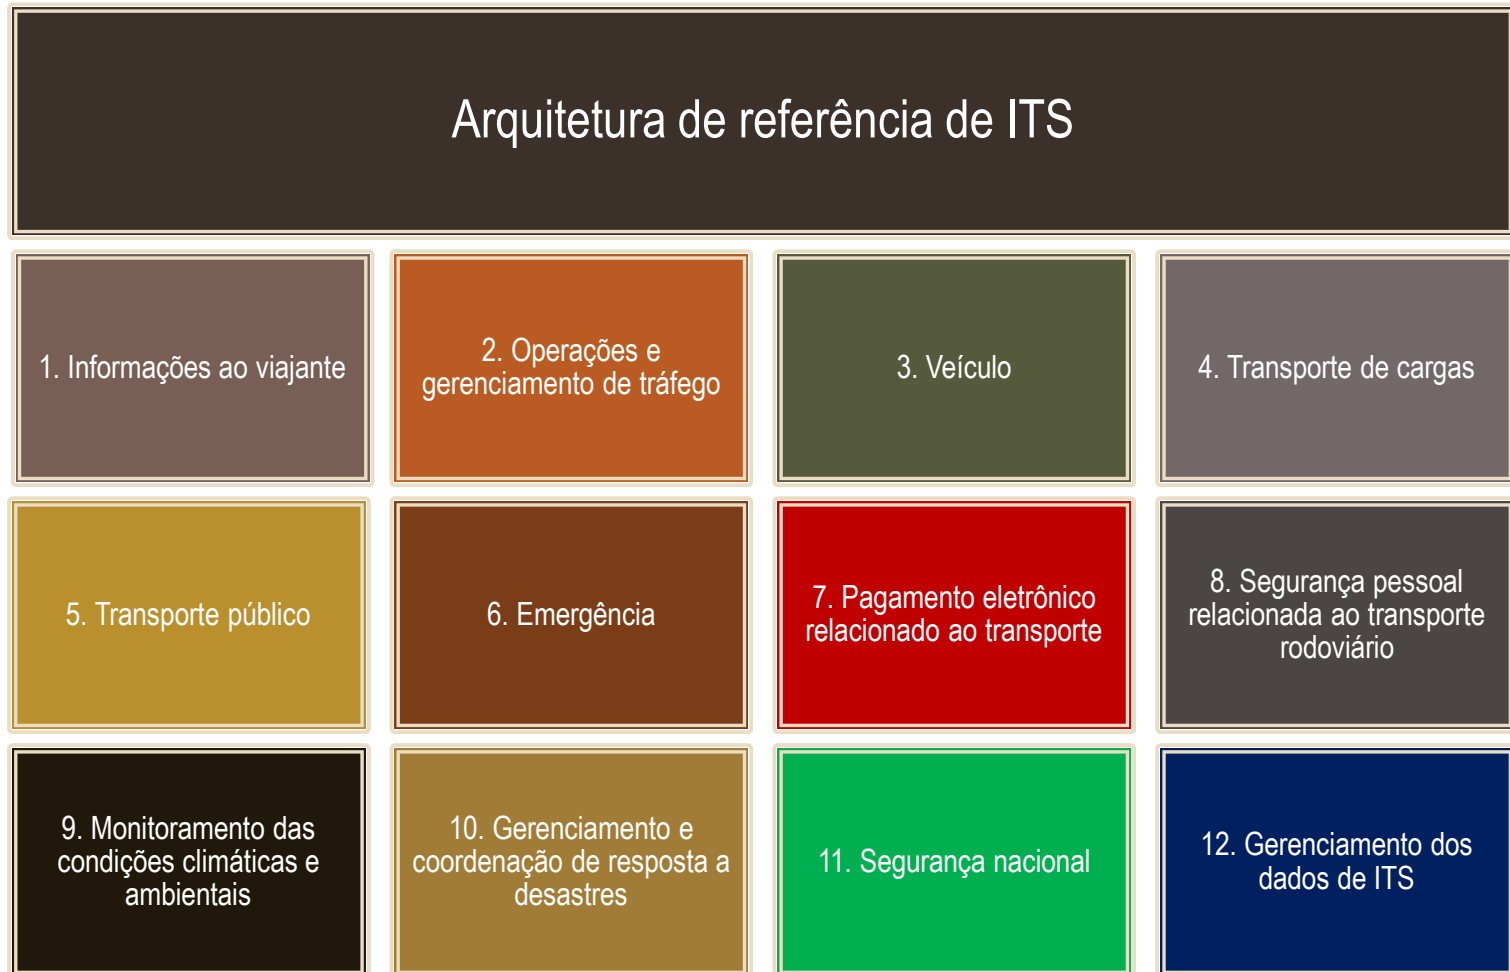 Arquitetura de referência de ITS
1. Informações ao viajante
2. Operações e
gerenciamento de tráfego
3. Veículo
4. Transporte de cargas
5. Transporte público
6. Emergência
7. Pagamento eletrônico
relacionado ao transporte
8. Segurança pessoal
relacionada ao transporte
rodoviário
9. Monitoramento das
condições climáticas e
ambientais
10. Gerenciamento e
coordenação de resposta a
desastres
11. Segurança nacional
12. Gerenciamento dos
dados de ITS